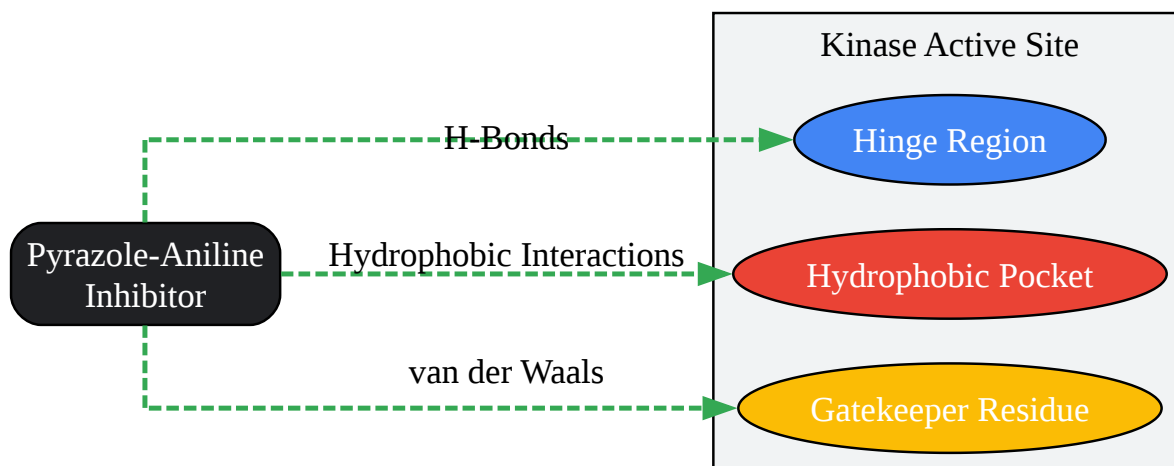 Kinase Active Site
H-Bonds
Hinge Region
Pyrazole-Aniline
Inhibitor
Hydrophobic Interactions
Hydrophobic Pocket
van der Waals
Gatekeeper Residue